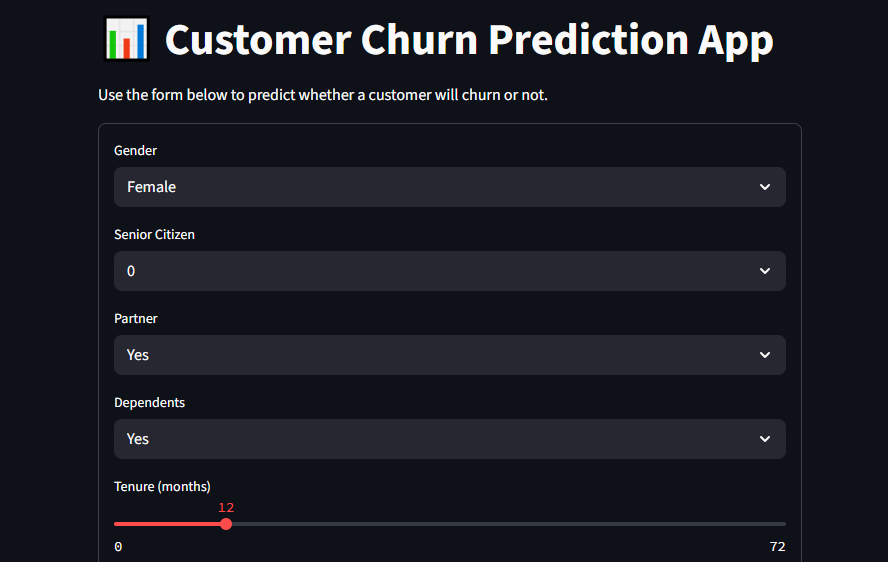 Customer Churn Prediction App
Use the form below to predict whether a customer will churn or not.
Gender
Female
Senior Citizen
0
Partner
Yes
Dependents
Yes
Tenure (months)
12
0 72